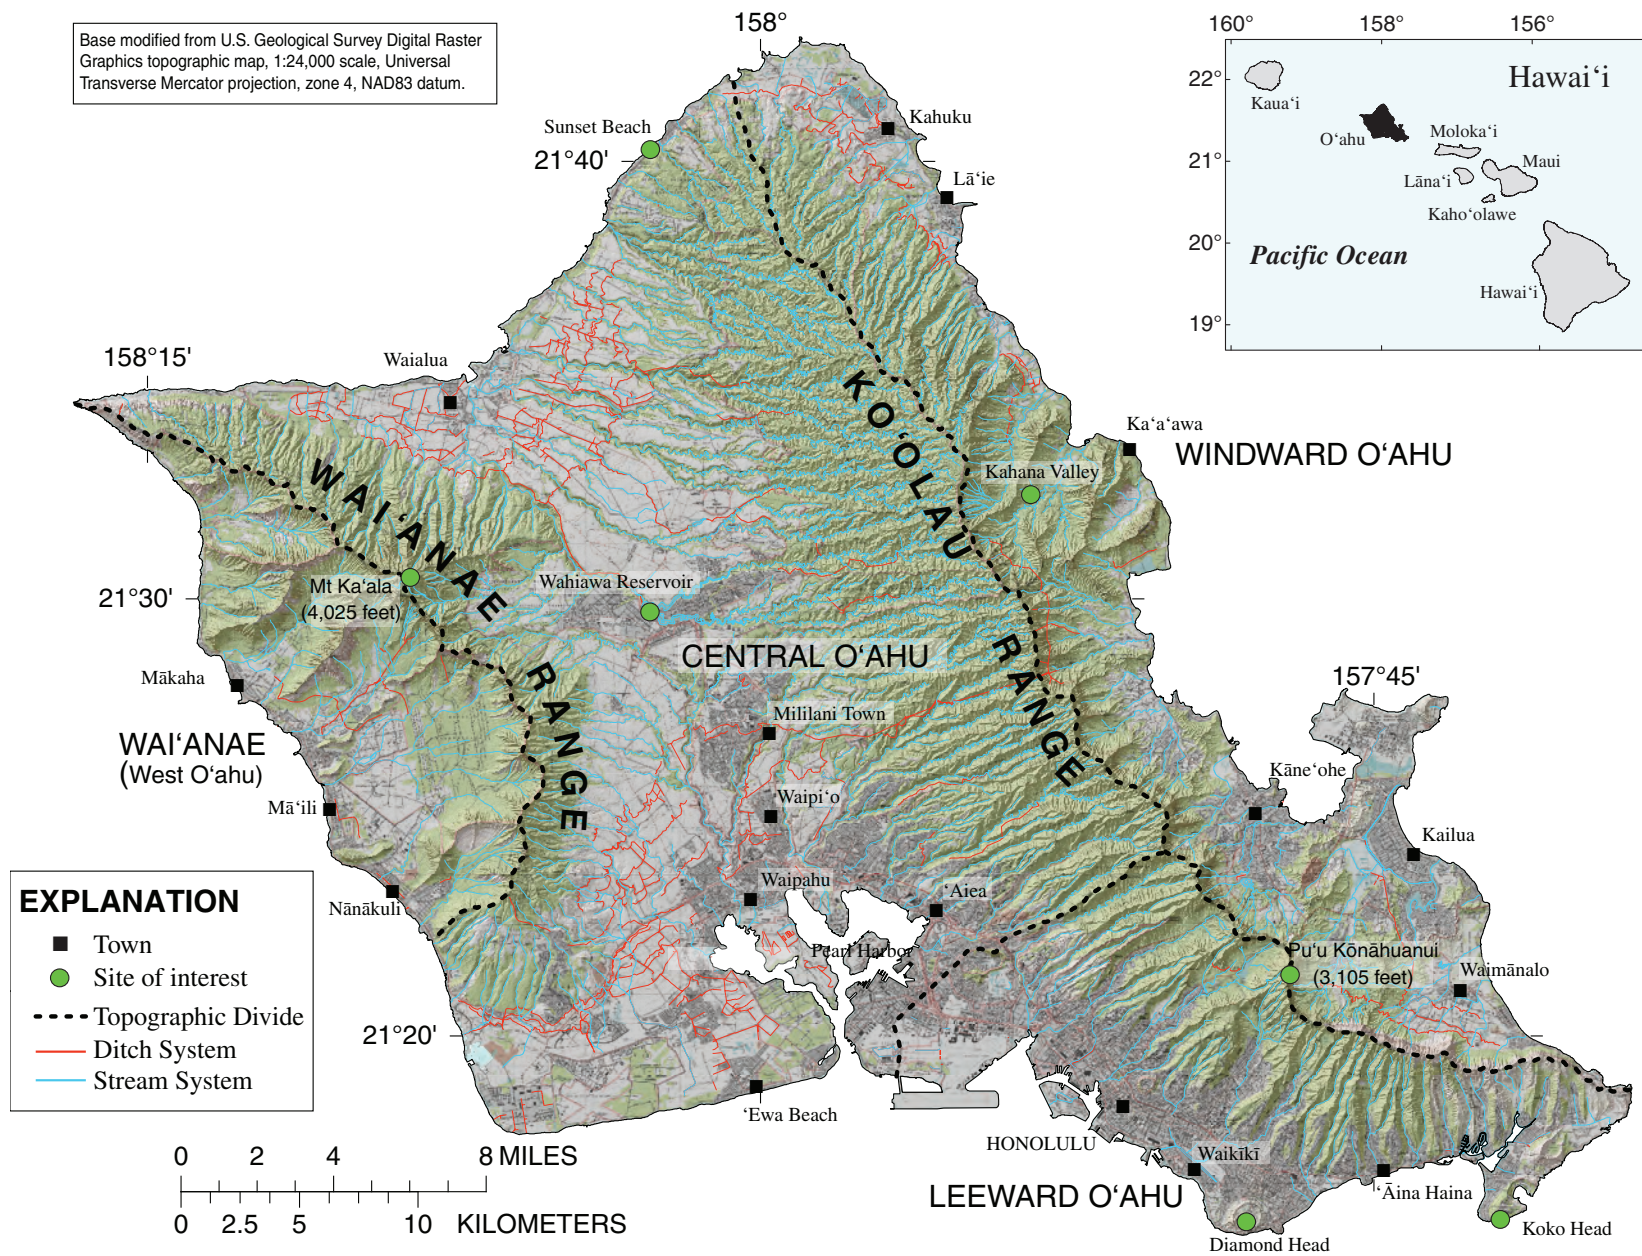 Base modified from U.S. Geological Survey Digital Raster
Graphics topographic map, 1:24,000 scale, Universal
Transverse Mercator projection, zone 4, NAD83 datum.
158°
160°
158°
156°
22°
21°
20°
19°
Hawai‘i
Kaua‘i
O‘ahu
Moloka‘i
Maui
Lāna‘i
Kaho‘olawe
Pacific Ocean
Hawai‘i
Sunset Beach
21°40'
Kahuku
Lā‘ie
158°15'
Waialua
Ka‘a‘awa
WINDWARD O‘AHU
Kahana Valley
KO‘OLAU RANGE
WAI‘ANAE RANGE
Mt Ka‘ala
(4,025 feet)
21°30'
Wahiawa Reservoir
CENTRAL O‘AHU
Mākaha
WAI‘ANAE
(West O‘ahu)
Mililani Town
157°45'
Kāne‘ohe
Mā‘ili
Waipi‘o
Kailua
Nānākuli
Waipahu
‘Aiea
Pearl Harbor
Pu‘u Kōnāhuanui
(3,105 feet)
Waimānalo
21°20'
‘Ewa Beach
HONOLULU
Waikīkī
LEEWARD O‘AHU
‘Āina Haina
Koko Head
Diamond Head
EXPLANATION
Town
Site of interest
Topographic Divide
Ditch System
Stream System
0 2 4 8 MILES
0 2.5 5 10 KILOMETERS